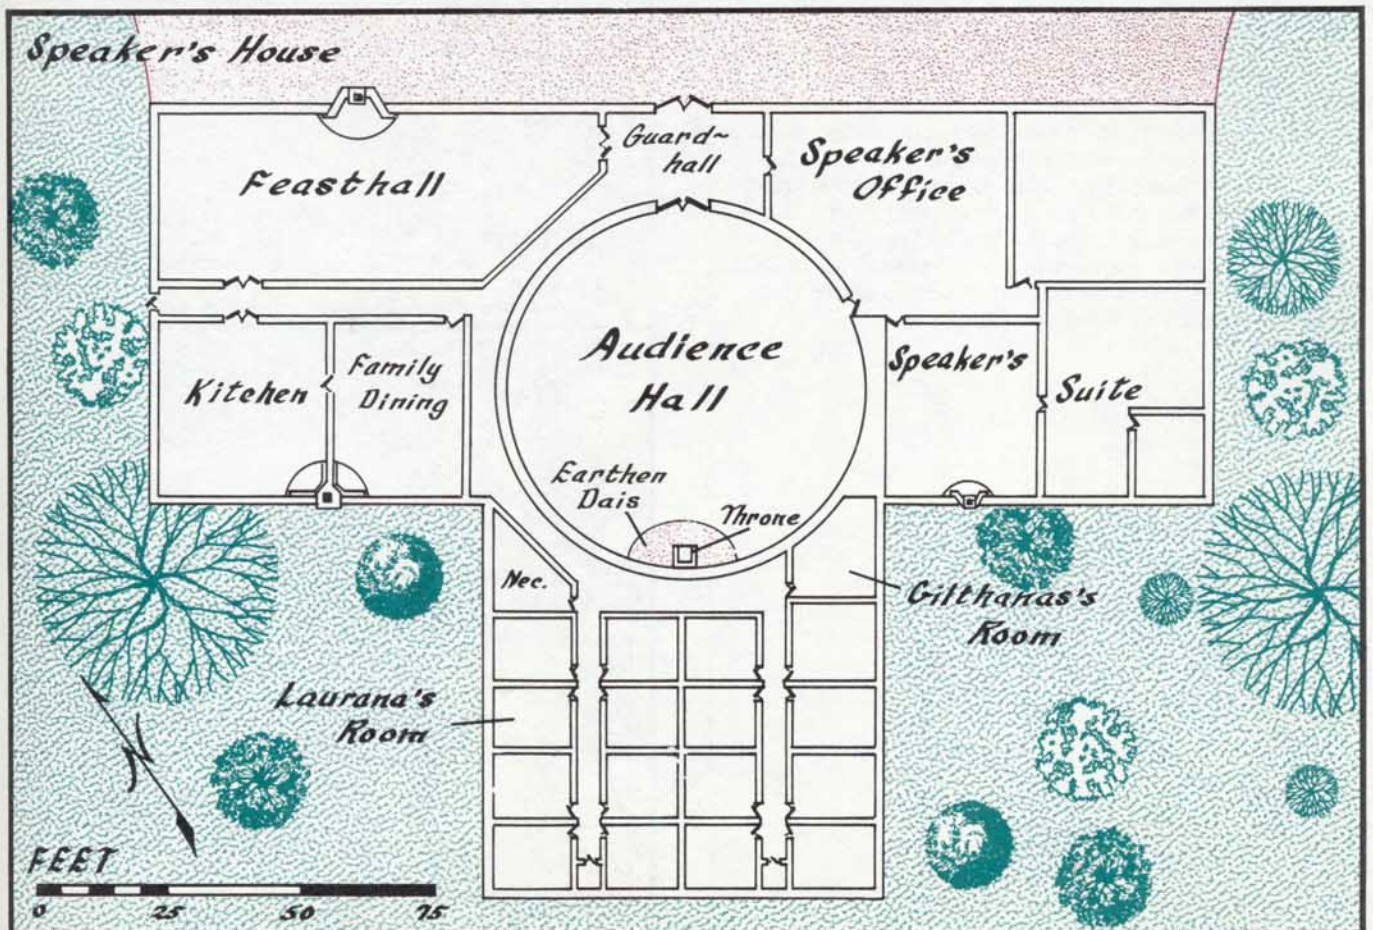 Speaker's House
Guard~
hall
Feasthall
Speaker's
Office
Audience
Hall
Kitchen
Family
Dining
Speaker's
Suite
Earthen
Dais
Throne
Nec.
Gilthanas's
Room
Laurana's
Room
N
FEET
0 25 50 75